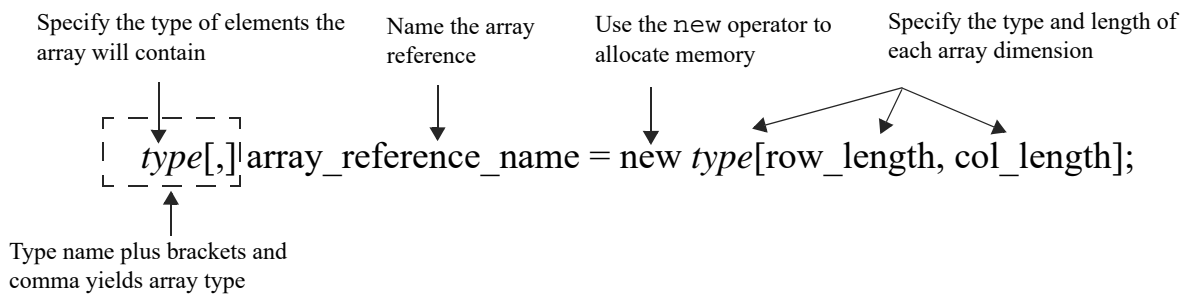 Specify the type of elements the
array will contain
Name the array
reference
Use the new operator to
allocate memory
Specify the type and length of
each array dimension
type[,] array_reference_name = new type[row_length, col_length];
Type name plus brackets and
comma yields array type